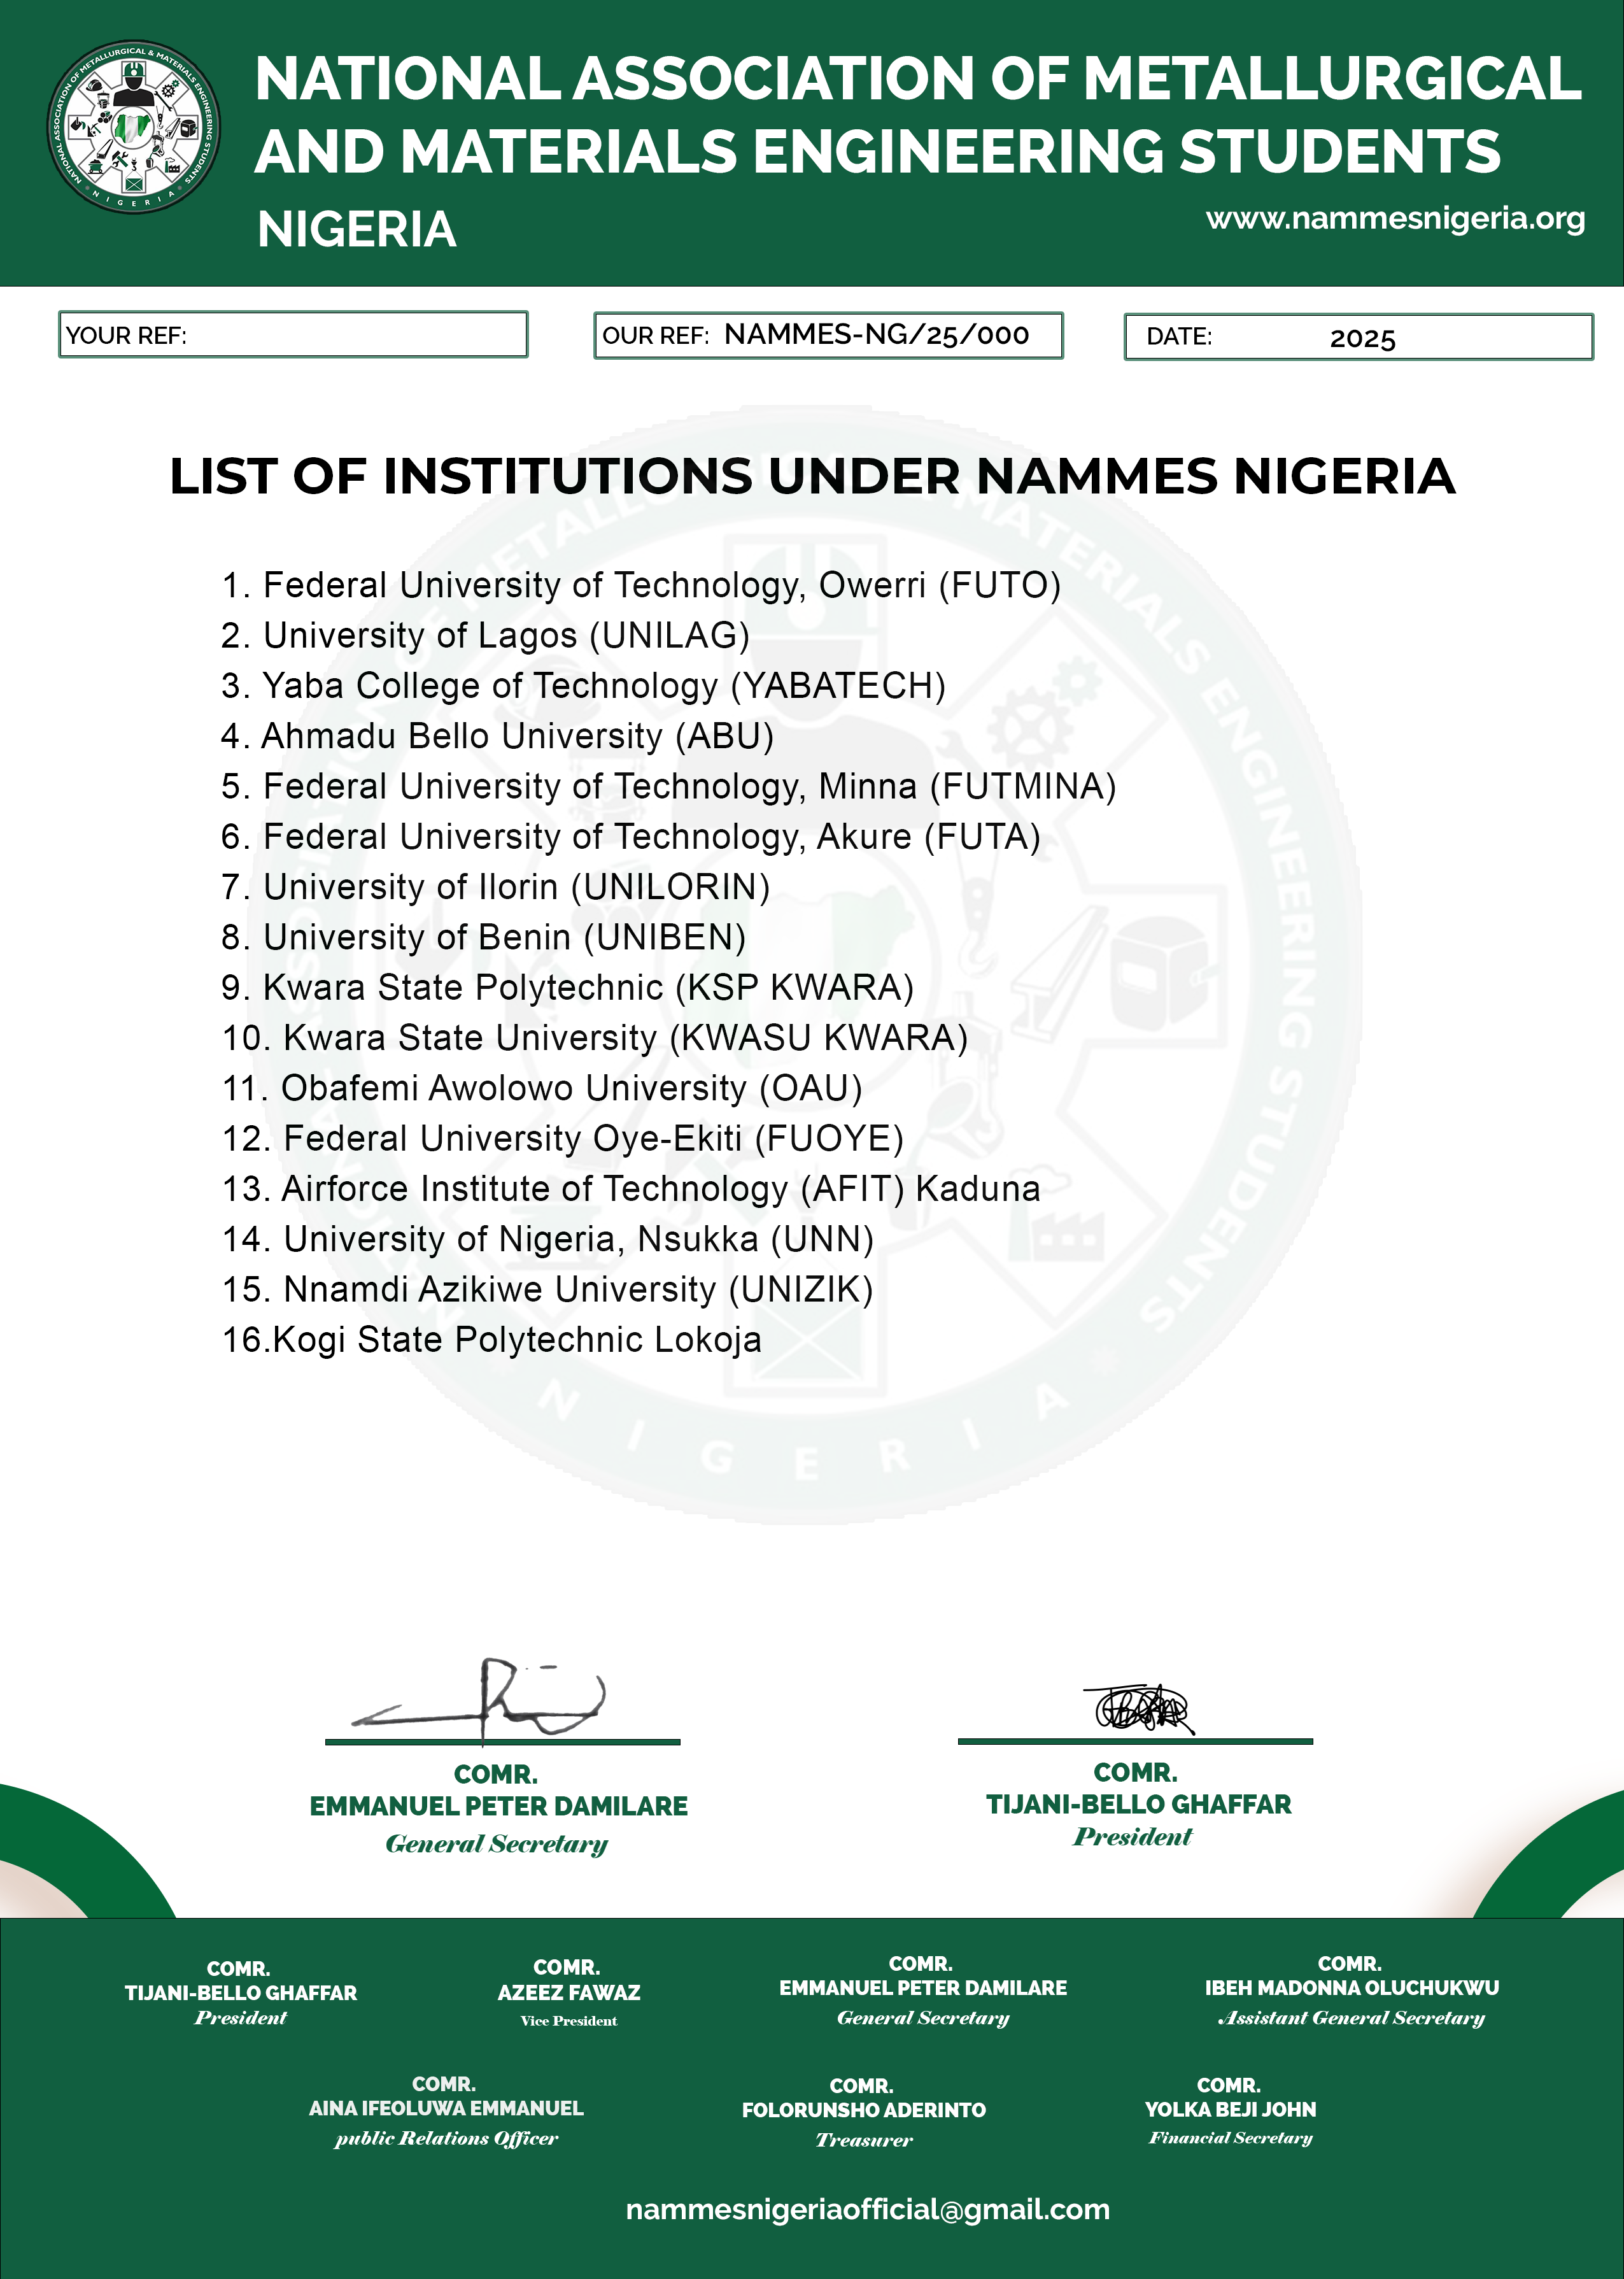 NATIONAL ASSOCIATION OF METALLURGICAL & MATERIALS ENGINEERING STUDENTS
* NIGERIA *
NATIONAL ASSOCIATION OF METALLURGICAL
AND MATERIALS ENGINEERING STUDENTS
NIGERIA
www.nammesnigeria.org
YOUR REF:
OUR REF: NAMMES-NG/25/000
DATE: 2025
LIST OF INSTITUTIONS UNDER NAMMES NIGERIA
1. Federal University of Technology, Owerri (FUTO)
2. University of Lagos (UNILAG)
3. Yaba College of Technology (YABATECH)
4. Ahmadu Bello University (ABU)
5. Federal University of Technology, Minna (FUTMINA)
6. Federal University of Technology, Akure (FUTA)
7. University of Ilorin (UNILORIN)
8. University of Benin (UNIBEN)
9. Kwara State Polytechnic (KSP KWARA)
10. Kwara State University (KWASU KWARA)
11. Obafemi Awolowo University (OAU)
12. Federal University Oye-Ekiti (FUOYE)
13. Airforce Institute of Technology (AFIT) Kaduna
14. University of Nigeria, Nsukka (UNN)
15. Nnamdi Azikiwe University (UNIZIK)
16.Kogi State Polytechnic Lokoja
COMR.
EMMANUEL PETER DAMILARE
General Secretary
COMR.
TIJANI-BELLO GHAFFAR
President
COMR.
TIJANI-BELLO GHAFFAR
President
COMR.
AZEEZ FAWAZ
Vice President
COMR.
EMMANUEL PETER DAMILARE
General Secretary
COMR.
IBEH MADONNA OLUCHUKWU
Assistant General Secretary
COMR.
AINA IFEOLUWA EMMANUEL
public Relations Officer
COMR.
FOLORUNSHO ADERINTO
Treasurer
COMR.
YOLKA BEJI JOHN
Financial Secretary
nammesnigeriaofficial@gmail.com